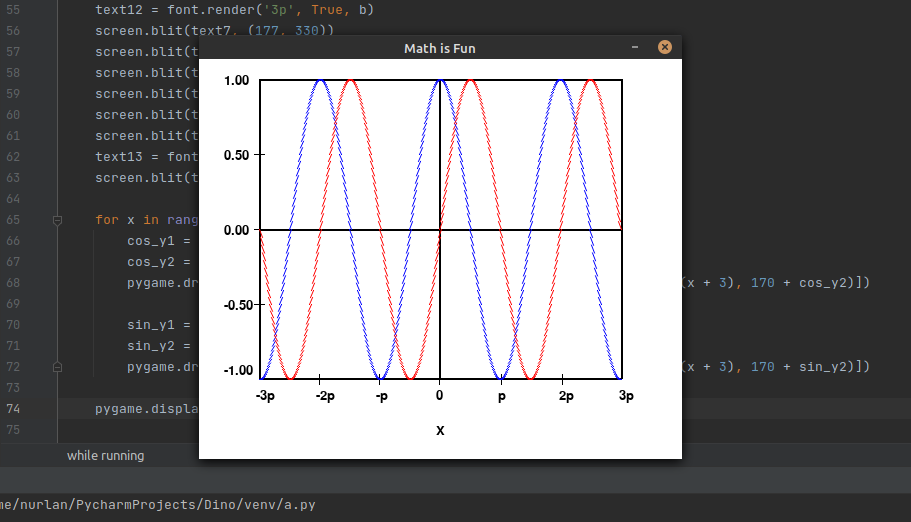 55 text12 = font.render('3p', True, b)
56 screen.blit(text7, (177, 330))
Math is Fun
57 screen.blit(t
58 screen.blit(t
59 screen.blit(t
60 screen.blit(t
61 screen.blit(t
62 text13 = font
63 screen.blit(t
64
65 for x in rang
66 cos_y1 =
67 cos_y2 =
68 pygame.dr (x + 3), 170 + cos_y2)])
69
70 sin_y1 =
71 sin_y2 =
72 pygame.dr (x + 3), 170 + sin_y2)])
73
74 pygame.displa
75
1.00
0.50
0.00
-0.50
-1.00
-3p -2p -p 0 p 2p 3p
X
while running
me/nurlan/PycharmProjects/Dino/venv/a.py